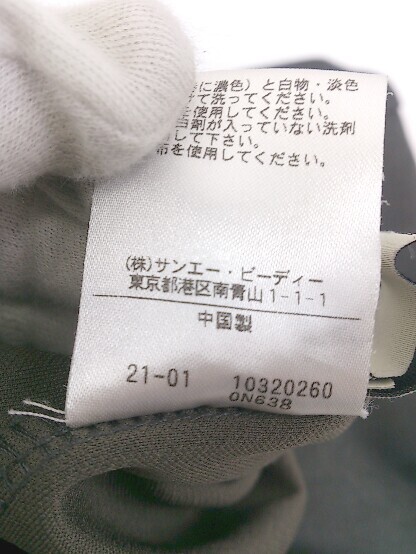 に濃色）と白物・淡色
けて洗ってください。
を使用してください。
剤が入っていない洗剤
して下さい。
布を使用してください。
(株)サンエー・ビーディー
東京都港区南青山1-1-1
中国製
21-01 10320260
0N638